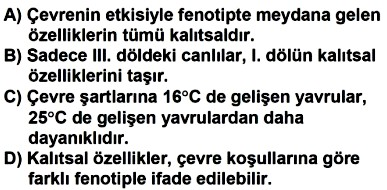 A) Çevrenin etkisiyle fenotipte meydana gelen
özelliklerin tümü kalıtsaldır.
B) Sadece III. döldeki canlılar, I. dölün kalıtsal
özelliklerini taşır.
C) Çevre şartlarına 16°C de gelişen yavrular,
25°C de gelişen yavrulardan daha
dayanıklıdır.
D) Kalıtsal özellikler, çevre koşullarına göre
farklı fenotiple ifade edilebilir.